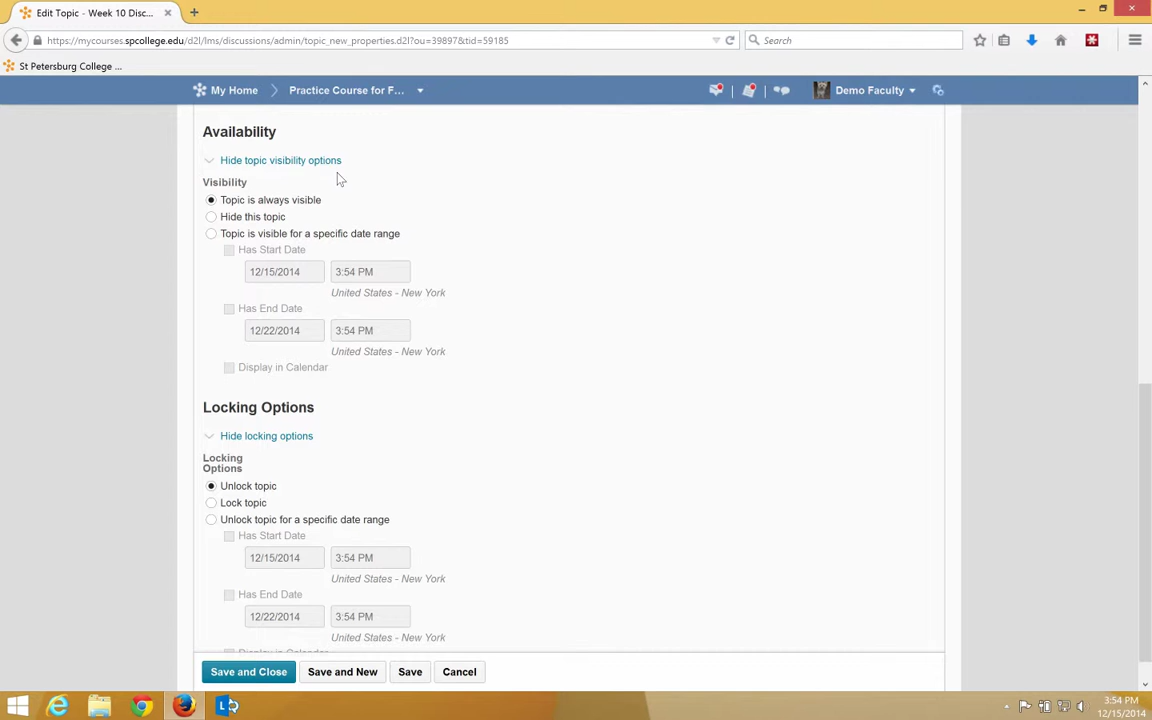 Edit Topic - Week 10 Disc...
https://mycourses.spcollege.edu/d2l/lms/discussions/admin/topic_new_properties.d2l?ou=39897&tid=59185
Search
St Petersburg College ...
My Home
Practice Course for F...
Demo Faculty
Availability
Hide topic visibility options
Visibility
Topic is always visible
Hide this topic
Topic is visible for a specific date range
Has Start Date
12/15/2014 3:54 PM
United States - New York
Has End Date
12/22/2014 3:54 PM
United States - New York
Display in Calendar
Locking Options
Hide locking options
Locking
Options
Unlock topic
Lock topic
Unlock topic for a specific date range
Has Start Date
12/15/2014 3:54 PM
United States - New York
Has End Date
12/22/2014 3:54 PM
United States - New York
Display in Calendar
Save and Close Save and New Save Cancel
3:54 PM
12/15/2014